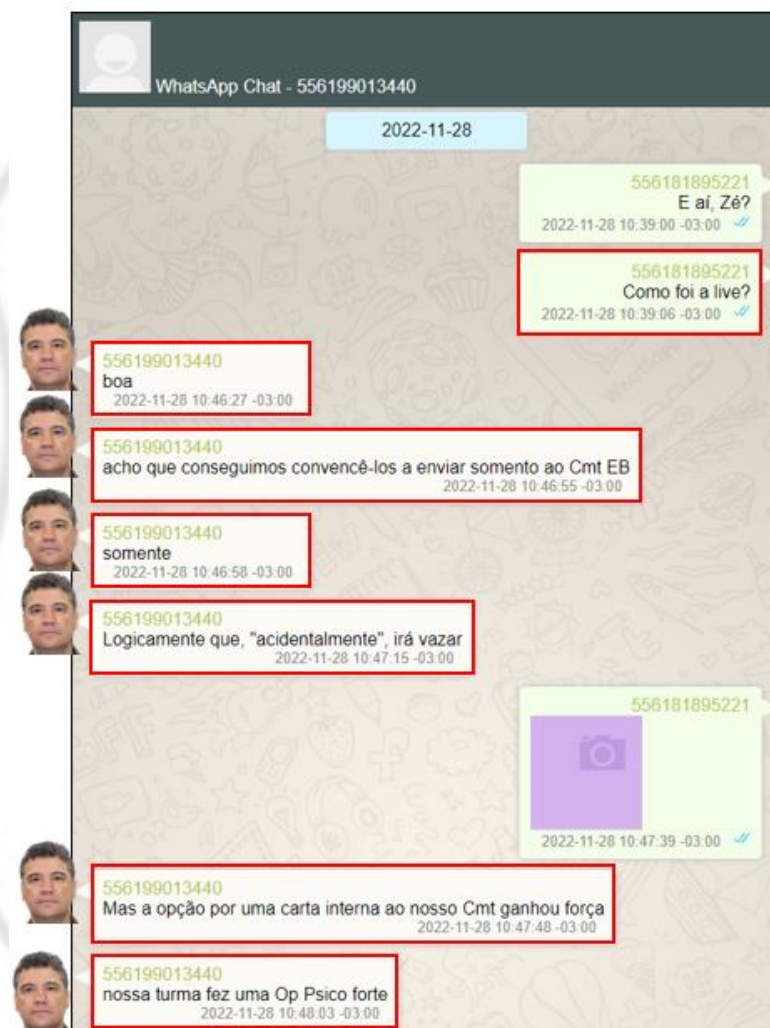 WhatsApp Chat - 556199013440
2022-11-28
556181895221
E aí, Zé?
2022-11-28 10:39:00 -03:00
556181895221
Como foi a live?
2022-11-28 10:39:06 -03:00
556199013440
boa
2022-11-28 10:46:27 -03:00
556199013440
acho que conseguimos convencê-los a enviar somento ao Cmt EB
2022-11-28 10:46:55 -03:00
556199013440
somente
2022-11-28 10:46:58 -03:00
556199013440
Logicamente que, "acidentalmente", irá vazar
2022-11-28 10:47:15 -03:00
556181895221
2022-11-28 10:47:39 -03:00
556199013440
Mas a opção por uma carta interna ao nosso Cmt ganhou força
2022-11-28 10:47:48 -03:00
556199013440
nossa turma fez uma Op Psico forte
2022-11-28 10:48:03 -03:00